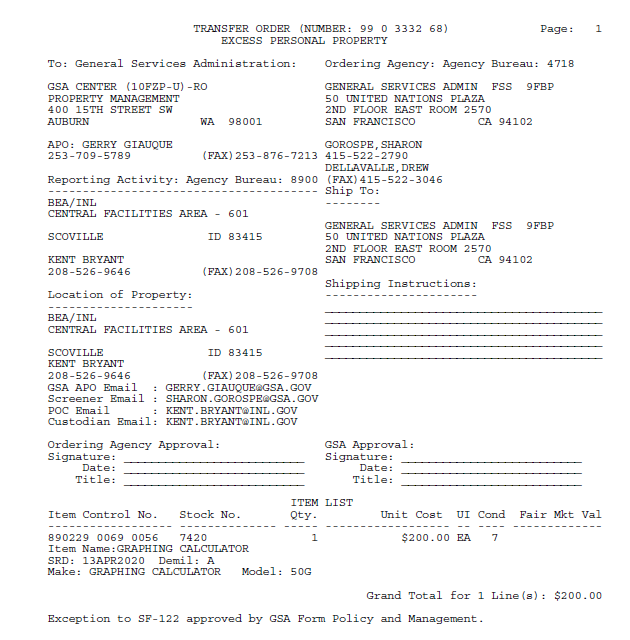 TRANSFER ORDER (NUMBER: 99 0 3332 68) Page: 1
EXCESS PERSONAL PROPERTY
To: General Services Administration: Ordering Agency: Agency Bureau: 4718
GSA CENTER (10FZP-U)-RO GENERAL SERVICES ADMIN FSS 9FBP
PROPERTY MANAGEMENT 50 UNITED NATIONS PLAZA
400 15TH STREET SW 2ND FLOOR EAST ROOM 2570
AUBURN WA 98001 SAN FRANCISCO CA 94102
APO: GERRY GIAUQUE GOROSPE,SHARON
253-709-5789 (FAX)253-876-7213 415-522-2790
DELLAVALLE,DREW
Reporting Activity: Agency Bureau: 8900 (FAX)415-522-3046
Ship To:
BEA/INL
CENTRAL FACILITIES AREA - 601
GENERAL SERVICES ADMIN FSS 9FBP
SCOVILLE ID 83415 50 UNITED NATIONS PLAZA
2ND FLOOR EAST ROOM 2570
KENT BRYANT SAN FRANCISCO CA 94102
208-526-9646 (FAX)208-526-9708
Shipping Instructions:
Location of Property:
BEA/INL
CENTRAL FACILITIES AREA - 601
SCOVILLE ID 83415
KENT BRYANT
208-526-9646 (FAX)208-526-9708
GSA APO Email : GERRY.GIAUQUE@GSA.GOV
Screener Email : SHARON.GOROSPE@GSA.GOV
POC Email : KENT.BRYANT@INL.GOV
Custodian Email: KENT.BRYANT@INL.GOV
Ordering Agency Approval: GSA Approval:
Signature: Signature:
Date: Date:
Title: Title:
ITEM LIST
Item Control No. Stock No. Qty. Unit Cost UI Cond Fair Mkt Val
890229 0069 0056 7420 1 $200.00 EA 7
Item Name:GRAPHING CALCULATOR
SRD: 13APR2020 Demil: A
Make: GRAPHING CALCULATOR Model: 50G
Grand Total for 1 Line(s): $200.00
Exception to SF-122 approved by GSA Form Policy and Management.